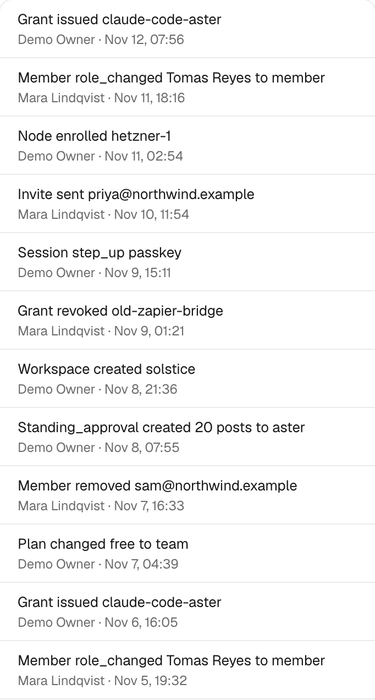 Grant issued claude-code-aster
Demo Owner · Nov 12, 07:56
Member role_changed Tomas Reyes to member
Mara Lindqvist · Nov 11, 18:16
Node enrolled hetzner-1
Demo Owner · Nov 11, 02:54
Invite sent priya@northwind.example
Mara Lindqvist · Nov 10, 11:54
Session step_up passkey
Demo Owner · Nov 9, 15:11
Grant revoked old-zapier-bridge
Mara Lindqvist · Nov 9, 01:21
Workspace created solstice
Demo Owner · Nov 8, 21:36
Standing_approval created 20 posts to aster
Demo Owner · Nov 8, 07:55
Member removed sam@northwind.example
Mara Lindqvist · Nov 7, 16:33
Plan changed free to team
Demo Owner · Nov 7, 04:39
Grant issued claude-code-aster
Demo Owner · Nov 6, 16:05
Member role_changed Tomas Reyes to member
Mara Lindqvist · Nov 5, 19:32